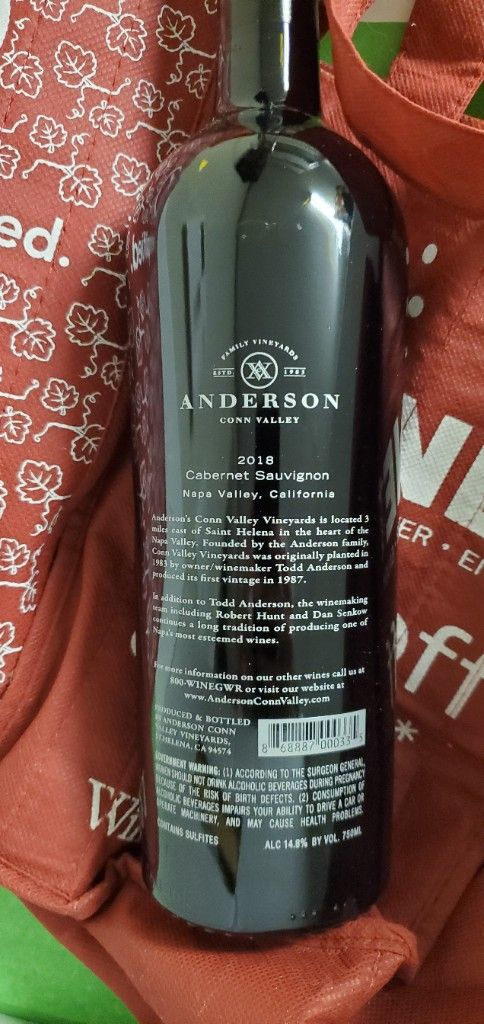 ed.
FAMILY VINEYARDS
ESTD 1983
ANDERSON
CONN VALLEY
2018
Cabernet Sauvignon
Napa Valley, California
Anderson's Conn Valley Vineyards is located 3
miles east of Saint Helena in the heart of the
Napa Valley. Founded by the Anderson family,
Conn Valley Vineyards was originally planted in
1983 by owner/winemaker Todd Anderson and
produced its first vintage in 1987.
In addition to Todd Anderson, the winemaking
team including Robert Hunt and Dan Senkow
continues a long tradition of producing one of
Napa's most esteemed wines.
For more information on our other wines call us at
800-WINEGWR or visit our website at
www.AndersonConnValley.com
PRODUCED & BOTTLED
BY ANDERSON CONN
VALLEY VINEYARDS,
ST. HELENA, CA 94574
8 68887 00033 5
GOVERNMENT WARNING: (1) ACCORDING TO THE SURGEON GENERAL,
WOMEN SHOULD NOT DRINK ALCOHOLIC BEVERAGES DURING PREGNANCY
BECAUSE OF THE RISK OF BIRTH DEFECTS. (2) CONSUMPTION OF
ALCOHOLIC BEVERAGES IMPAIRS YOUR ABILITY TO DRIVE A CAR OR
OPERATE MACHINERY, AND MAY CAUSE HEALTH PROBLEMS.
CONTAINS SULFITES ALC 14.8% BY VOL. 750ML
ER • E
off
*